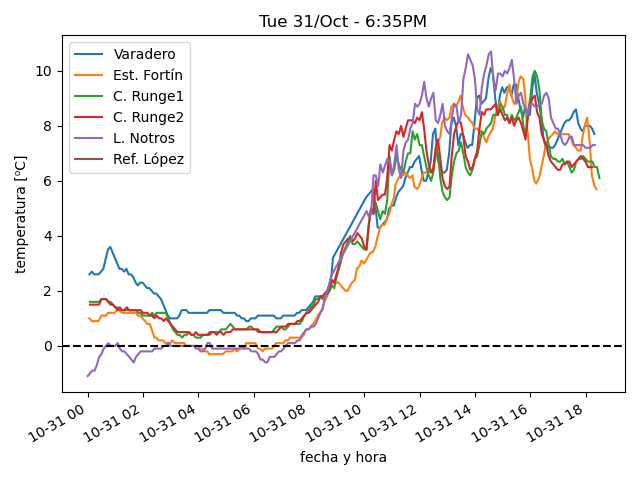 Tue 31/Oct - 6:35PM
Varadero
Est. Fortín
C. Runge1
C. Runge2
L. Notros
Ref. López
temperatura [ºC]
10
8
6
4
2
0
10-31 00
10-31 02
10-31 04
10-31 06
10-31 08
10-31 10
10-31 12
10-31 14
10-31 16
10-31 18
fecha y hora